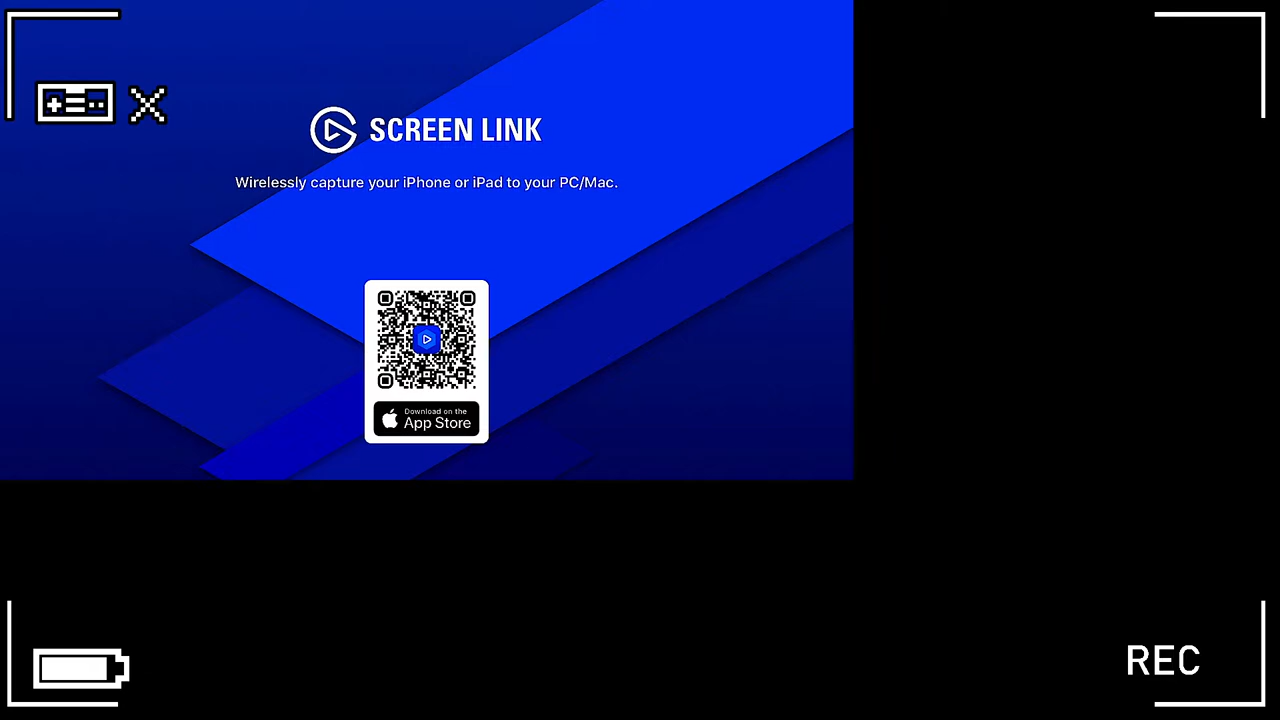 SCREEN LINK
Wirelessly capture your iPhone or iPad to your PC/Mac.
Download on the
App Store
REC